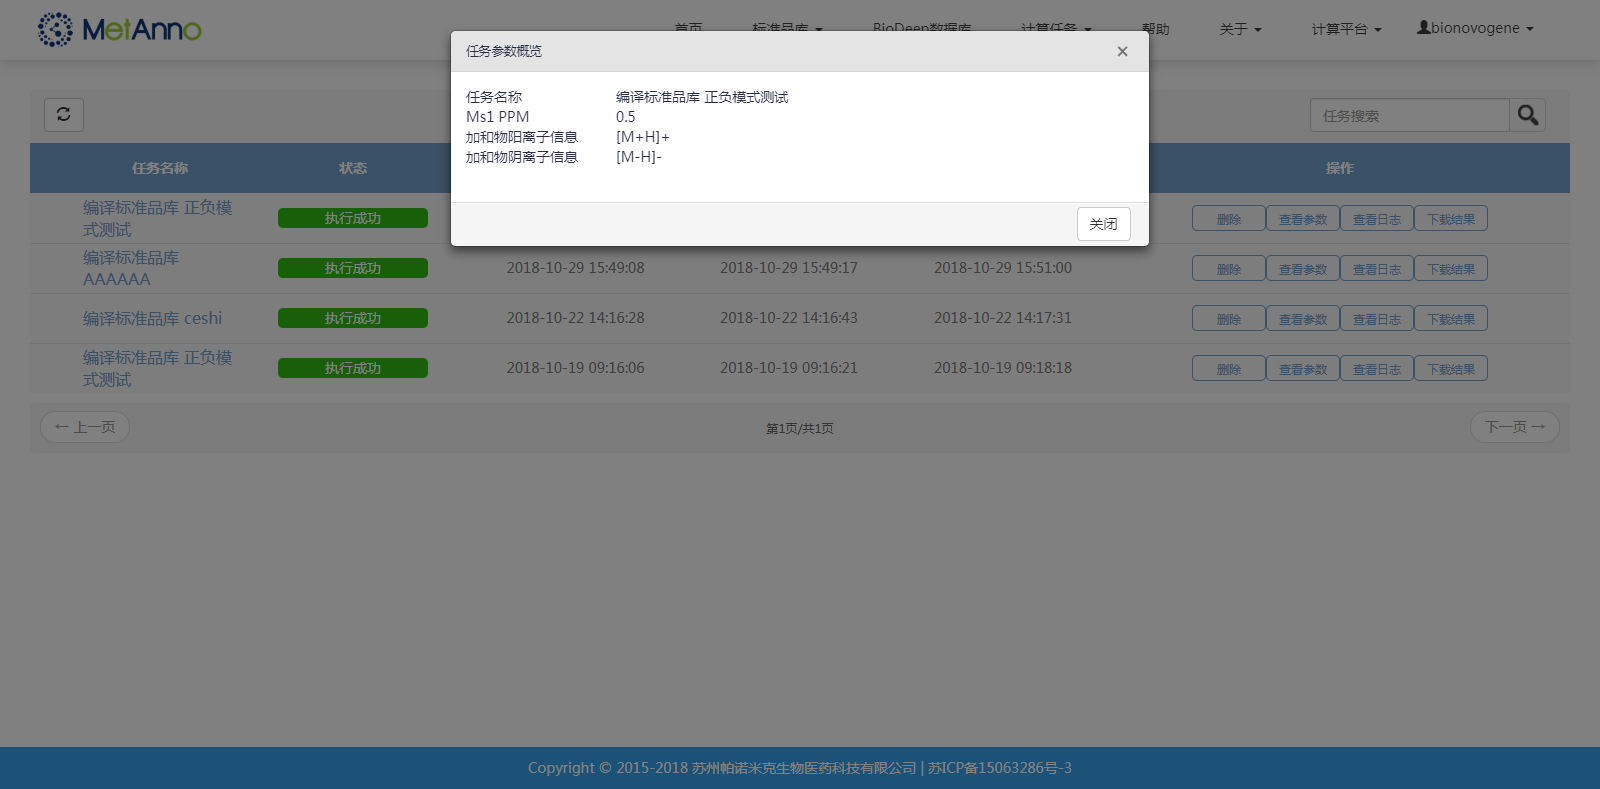 MetAnno
首页 标准品库 BioDeep数据库 计算任务 帮助 关于 计算平台 bionovogene
任务参数概览 ×
任务名称 编译标准品库 正负模式测试
Ms1 PPM 0.5
加和物阳离子信息 [M+H]+
加和物阴离子信息 [M-H]-
关闭
任务搜索
任务名称 状态 操作
编译标准品库 正负模
式测试
执行成功 删除 查看参数 查看日志 下载结果
编译标准品库
AAAAAA
执行成功 2018-10-29 15:49:08 2018-10-29 15:49:17 2018-10-29 15:51:00 删除 查看参数 查看日志 下载结果
编译标准品库 ceshi 执行成功 2018-10-22 14:16:28 2018-10-22 14:16:43 2018-10-22 14:17:31 删除 查看参数 查看日志 下载结果
编译标准品库 正负模
式测试
执行成功 2018-10-19 09:16:06 2018-10-19 09:16:21 2018-10-19 09:18:18 删除 查看参数 查看日志 下载结果
← 上一页 第1页/共1页 下一页 →
Copyright © 2015-2018 苏州帕诺米克生物医药科技有限公司 | 苏ICP备15063286号-3